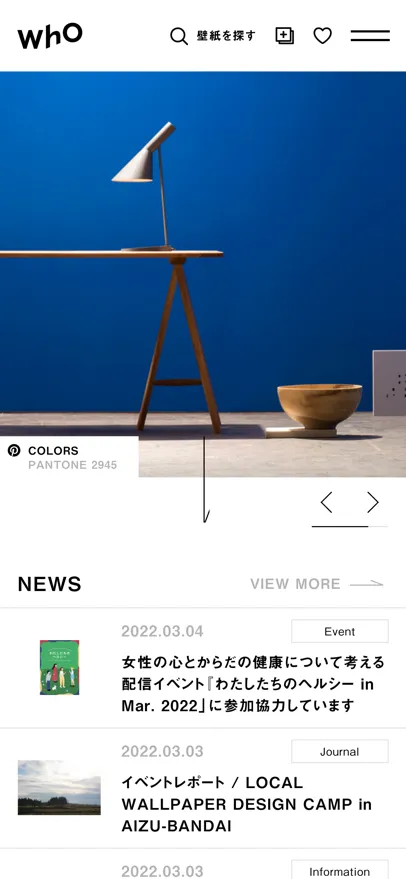 whO
壁紙を探す
COLORS
PANTONE 2945
NEWS
VIEW MORE
2022.03.04
Event
女性の心とからだの健康について考える
配信イベント『わたしたちのヘルシー in
Mar. 2022』に参加協力しています
2022.03.03
Journal
イベントレポート / LOCAL
WALLPAPER DESIGN CAMP in
AIZU-BANDAI
2022.03.03
Information